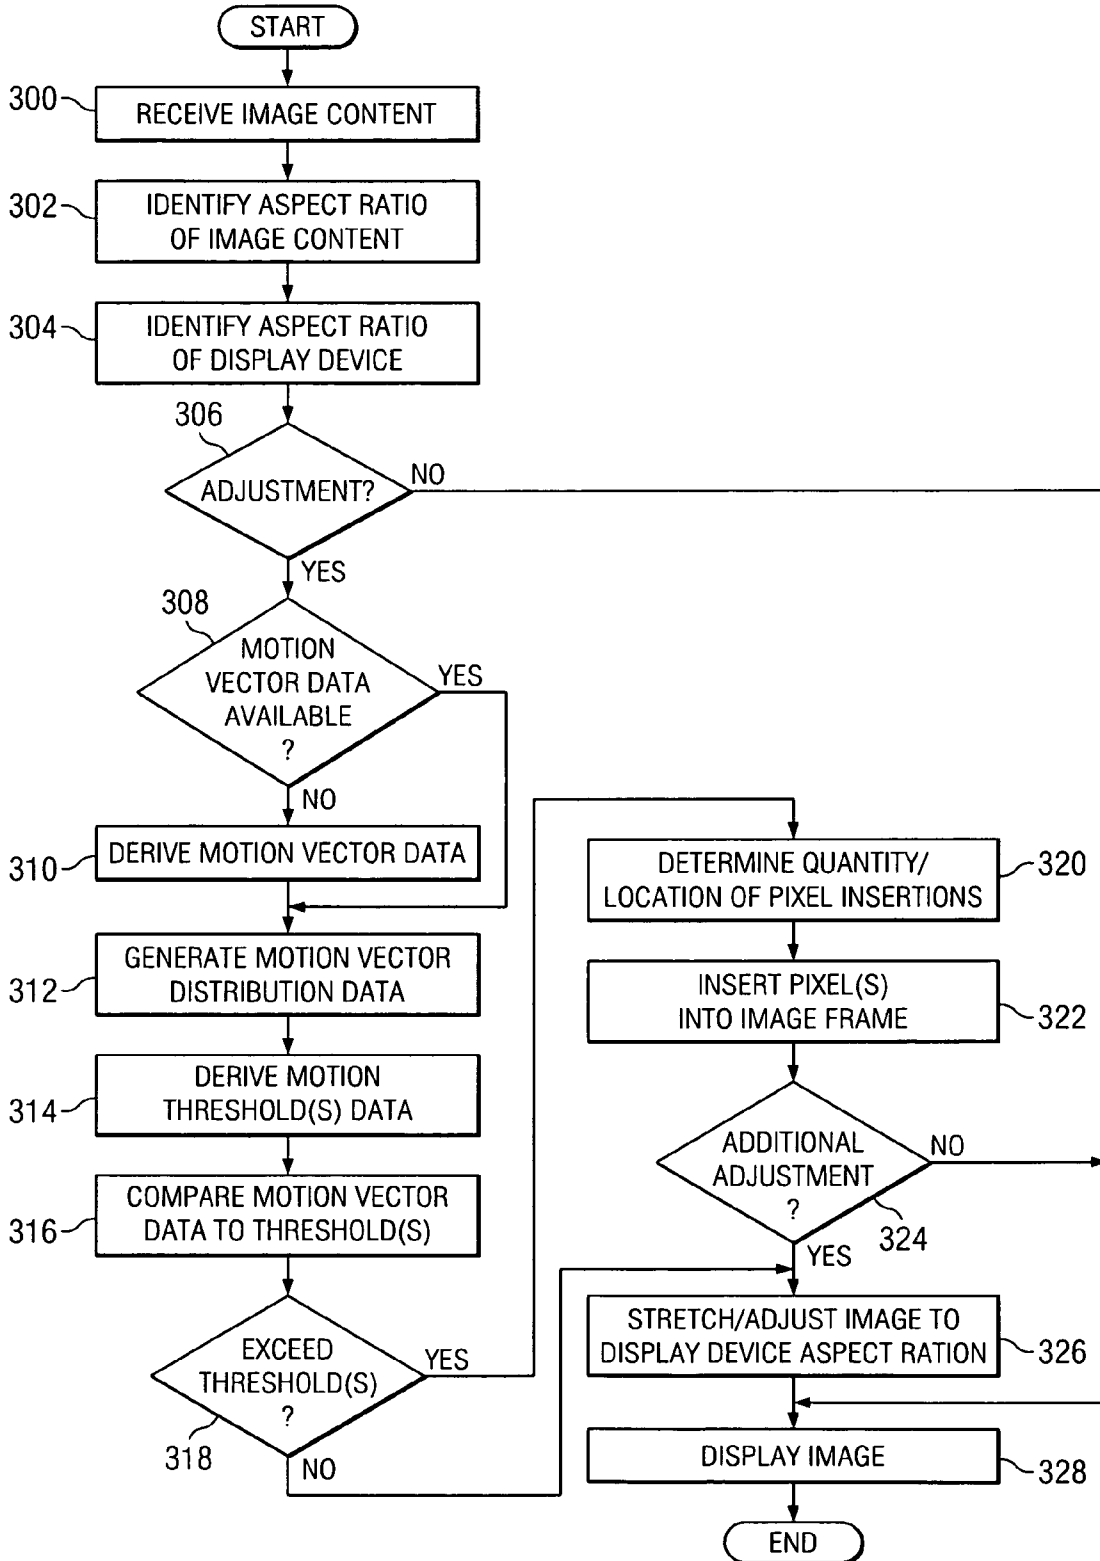 START
300
RECEIVE IMAGE CONTENT
302
IDENTIFY ASPECT RATIO
OF IMAGE CONTENT
304
IDENTIFY ASPECT RATIO
OF DISPLAY DEVICE
306
ADJUSTMENT?
NO
YES
308
MOTION
VECTOR DATA
AVAILABLE
?
YES
NO
310
DERIVE MOTION VECTOR DATA
312
GENERATE MOTION VECTOR
DISTRIBUTION DATA
314
DERIVE MOTION
THRESHOLD(S) DATA
316
COMPARE MOTION VECTOR
DATA TO THRESHOLD(S)
EXCEED
THRESHOLD(S)
?
YES
318
NO
DETERMINE QUANTITY/
LOCATION OF PIXEL INSERTIONS
320
INSERT PIXEL(S)
INTO IMAGE FRAME
322
ADDITIONAL
ADJUSTMENT
?
NO
324
YES
STRETCH/ADJUST IMAGE TO
DISPLAY DEVICE ASPECT RATION
326
DISPLAY IMAGE
328
END